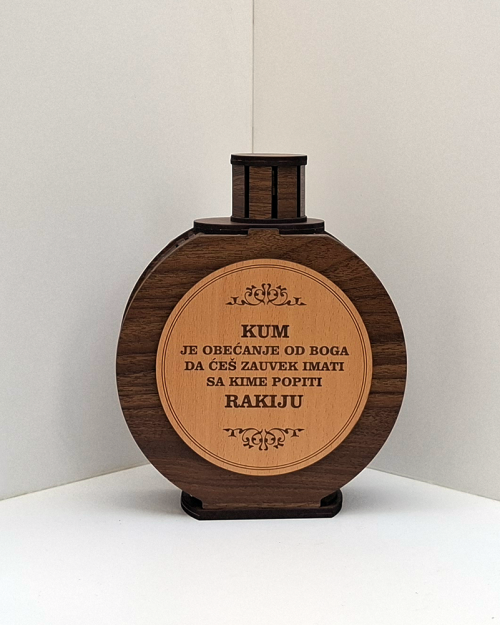 KUM
JE OBEĆANJE OD BOGA
DA ĆEŠ ZAUVEK IMATI
SA KIME POPITI
RAKIJU